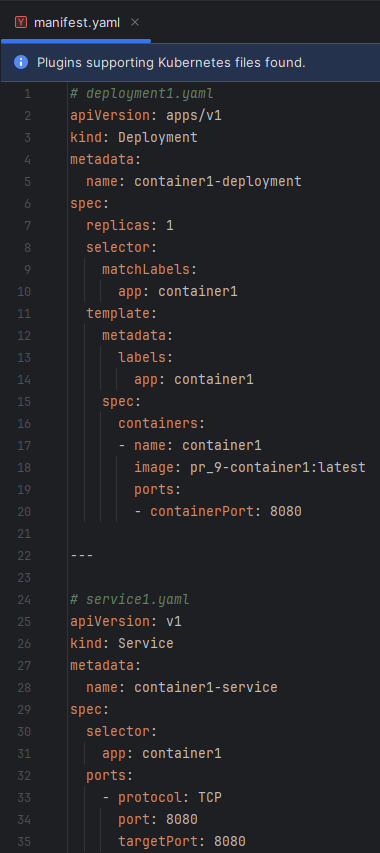 manifest.yaml
Plugins supporting Kubernetes files found.
1 # deployment1.yaml
2 apiVersion: apps/v1
3 kind: Deployment
4 metadata:
5   name: container1-deployment
6 spec:
7   replicas: 1
8   selector:
9     matchLabels:
10       app: container1
11   template:
12     metadata:
13       labels:
14         app: container1
15     spec:
16       containers:
17       - name: container1
18         image: pr_9-container1:latest
19         ports:
20         - containerPort: 8080
21
22 ---
23
24 # service1.yaml
25 apiVersion: v1
26 kind: Service
27 metadata:
28   name: container1-service
29 spec:
30   selector:
31     app: container1
32   ports:
33     - protocol: TCP
34       port: 8080
35       targetPort: 8080